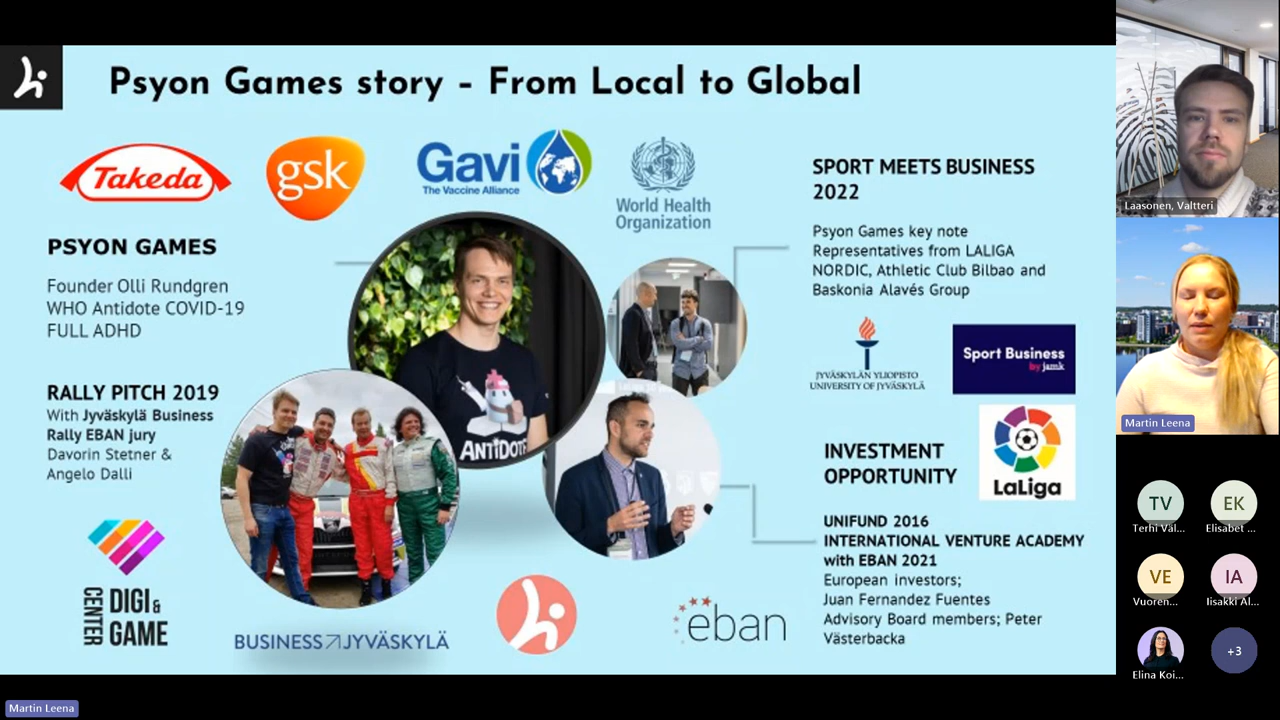 Psyon Games story – From Local to Global
Takeda
gsk
Gavi
The Vaccine Alliance
World Health
Organization
PSYON GAMES
Founder Olli Rundgren
WHO Antidote COVID-19
FULL ADHD
RALLY PITCH 2019
With Jyväskylä Business
Rally EBAN jury
Davorin Stetner &
Angelo Dalli
CENTER
DIGI &
GAME
BUSINESS JYVÄSKYLÄ
ANTIDOTE
eban
SPORT MEETS BUSINESS
2022
Psyon Games key note
Representatives from LALIGA
NORDIC, Athletic Club Bilbao and
Baskonia Alavés Group
JYVÄSKYLÄN YLIOPISTO
UNIVERSITY OF JYVÄSKYLÄ
Sport Business
by jamk
INVESTMENT
OPPORTUNITY
LaLiga
UNIFUND 2016
INTERNATIONAL VENTURE ACADEMY
with EBAN 2021
European investors;
Juan Fernandez Fuentes
Advisory Board members; Peter
Västerbacka
Laasonen, Valtteri
Martin Leena
TV
Terhi Väl...
EK
Elisabet ...
VE
Vuoren...
IA
Iisakki Al...
Elina Koi...
+3
Martin Leena